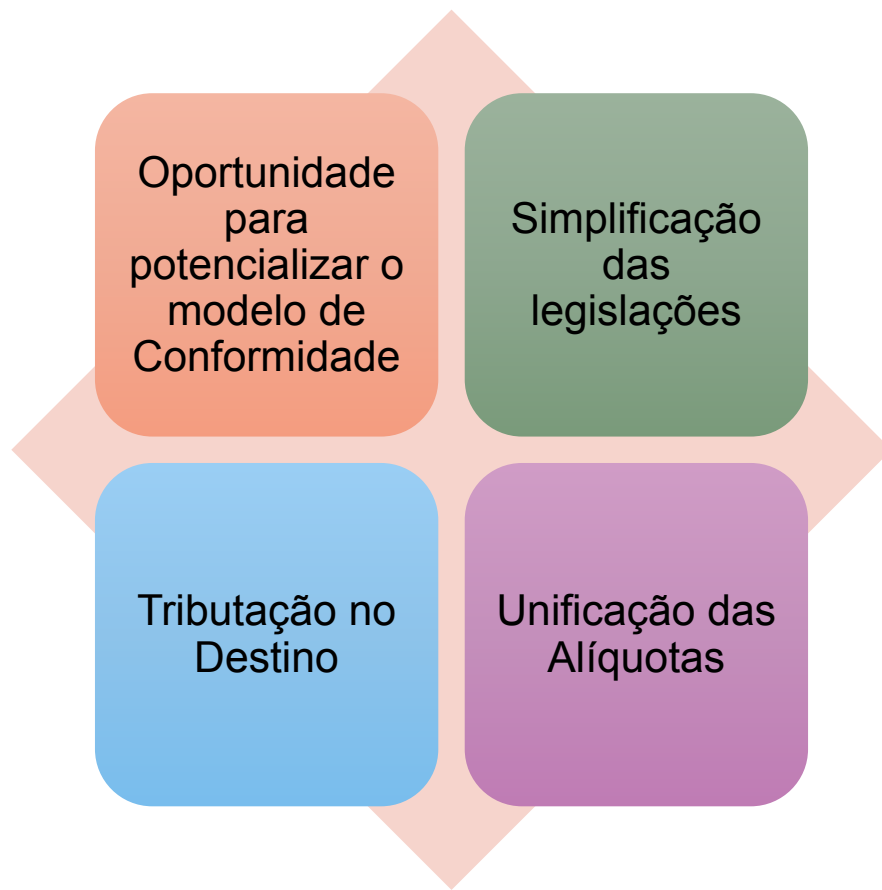 Oportunidade
para
potencializar o
modelo de
Conformidade
Simplificação
das
legislações
Tributação no
Destino
Unificação das
Alíquotas